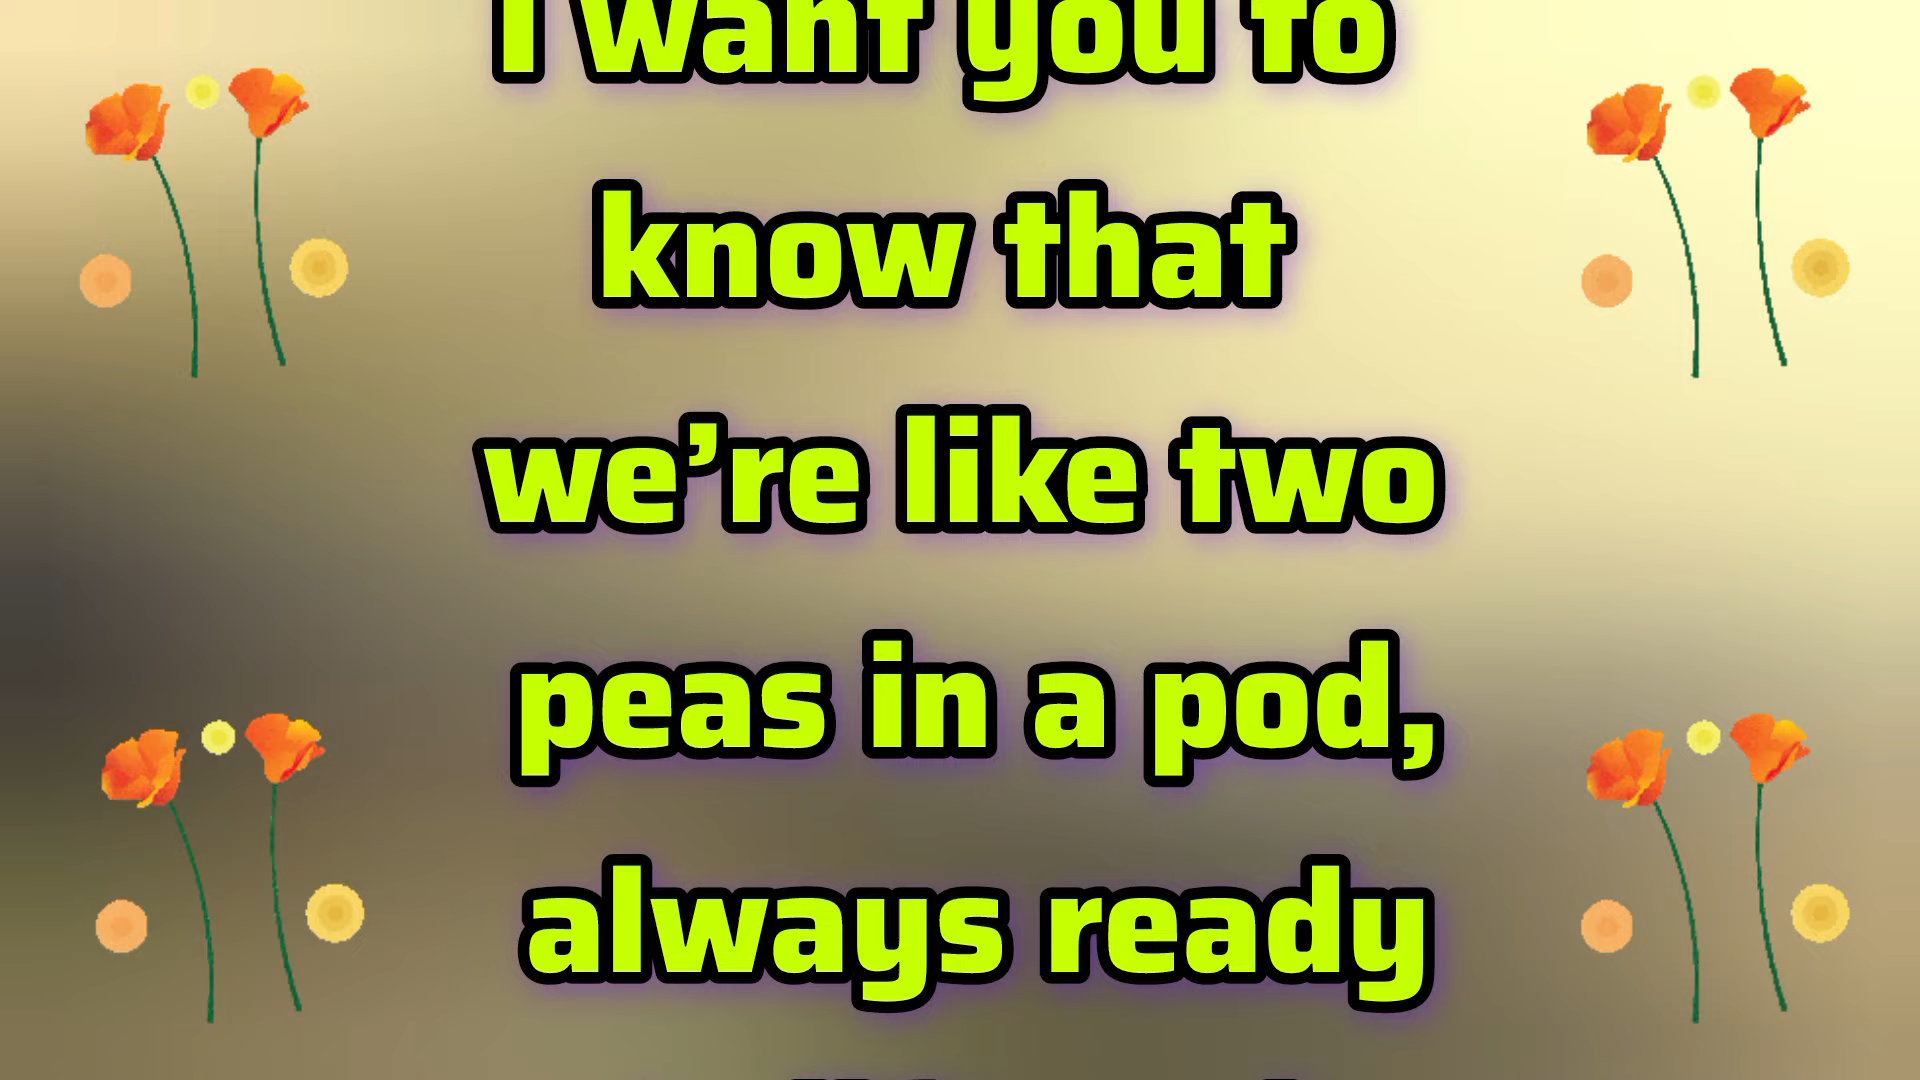 I want you to
know that
we’re like two
peas in a pod,
always ready